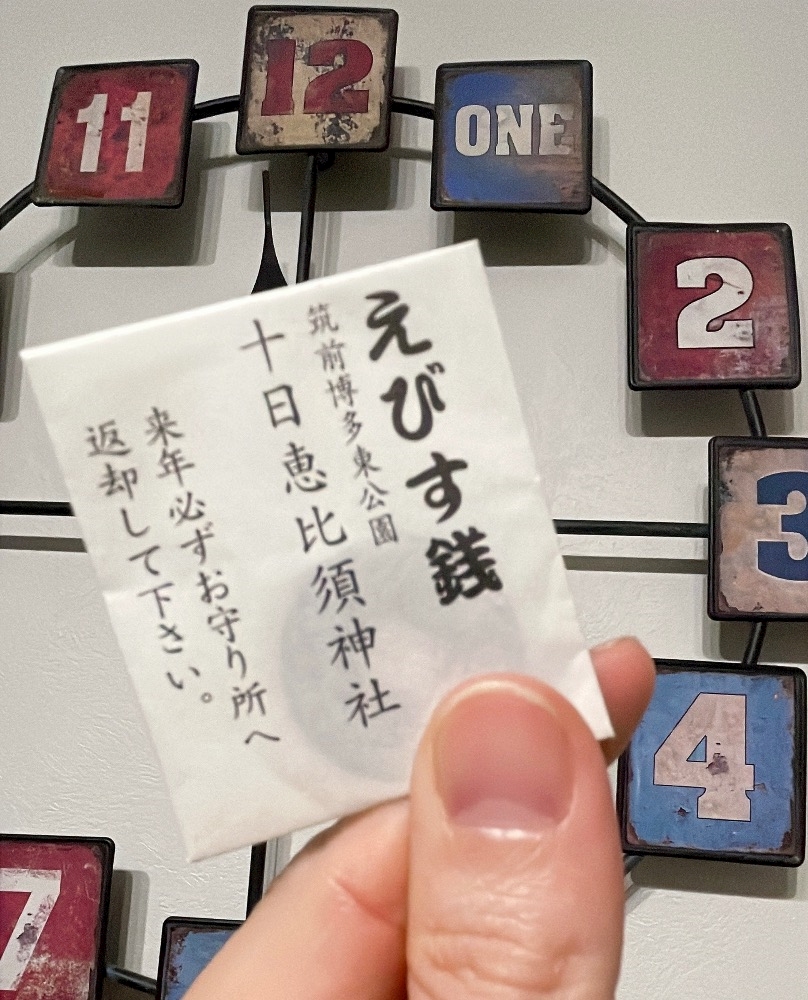 11
12
ONE
2
3
4
7
えびす銭
筑前博多東公園
十日恵比須神社
来年必ずお守り所へ
返却して下さい。